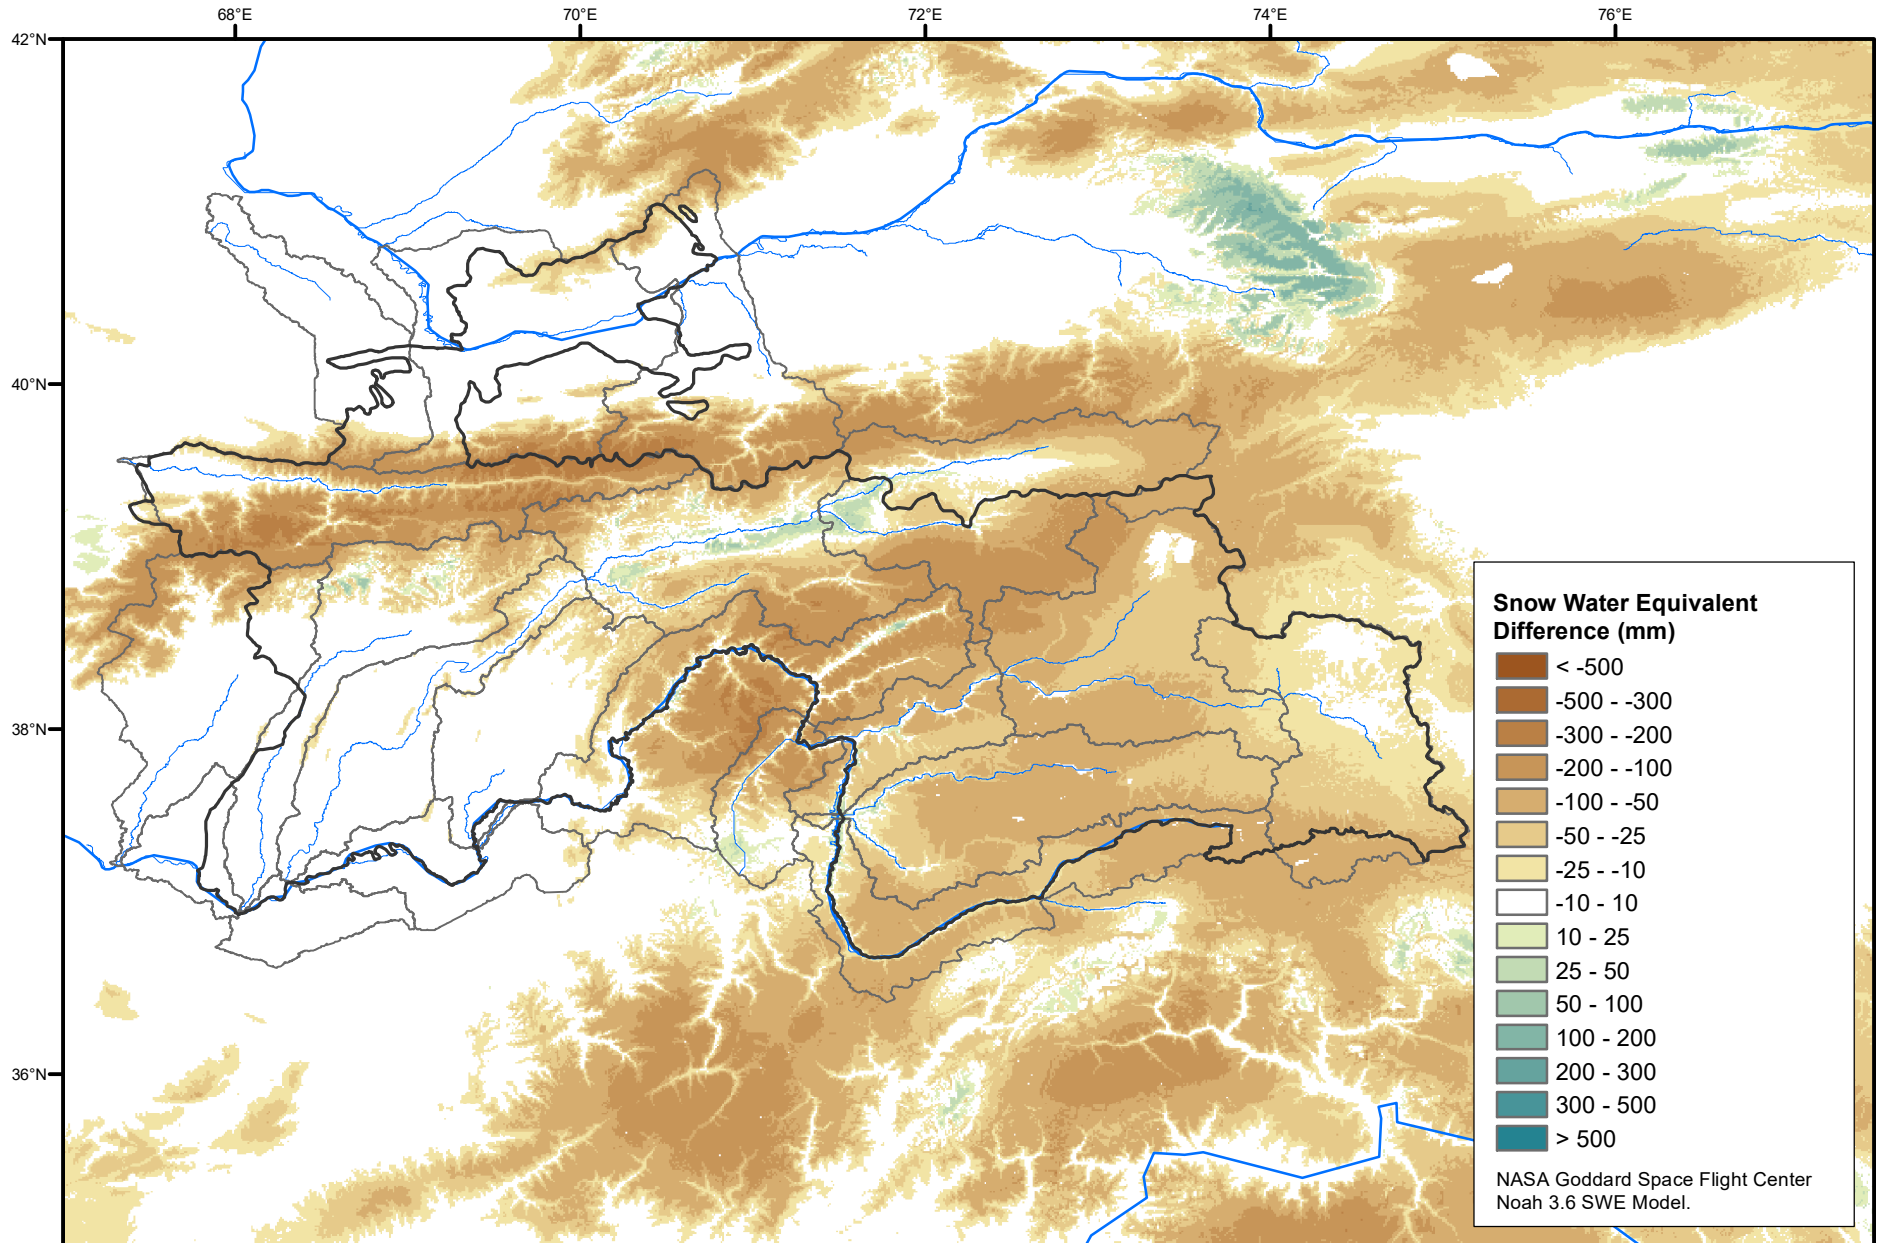 68°E 70°E 72°E 74°E 76°E
42°N
40°N
38°N
36°N
Snow Water Equivalent
Difference (mm)
< -500
-500 - -300
-300 - -200
-200 - -100
-100 - -50
-50 - -25
-25 - -10
-10 - 10
10 - 25
25 - 50
50 - 100
100 - 200
200 - 300
300 - 500
> 500
NASA Goddard Space Flight Center
Noah 3.6 SWE Model.